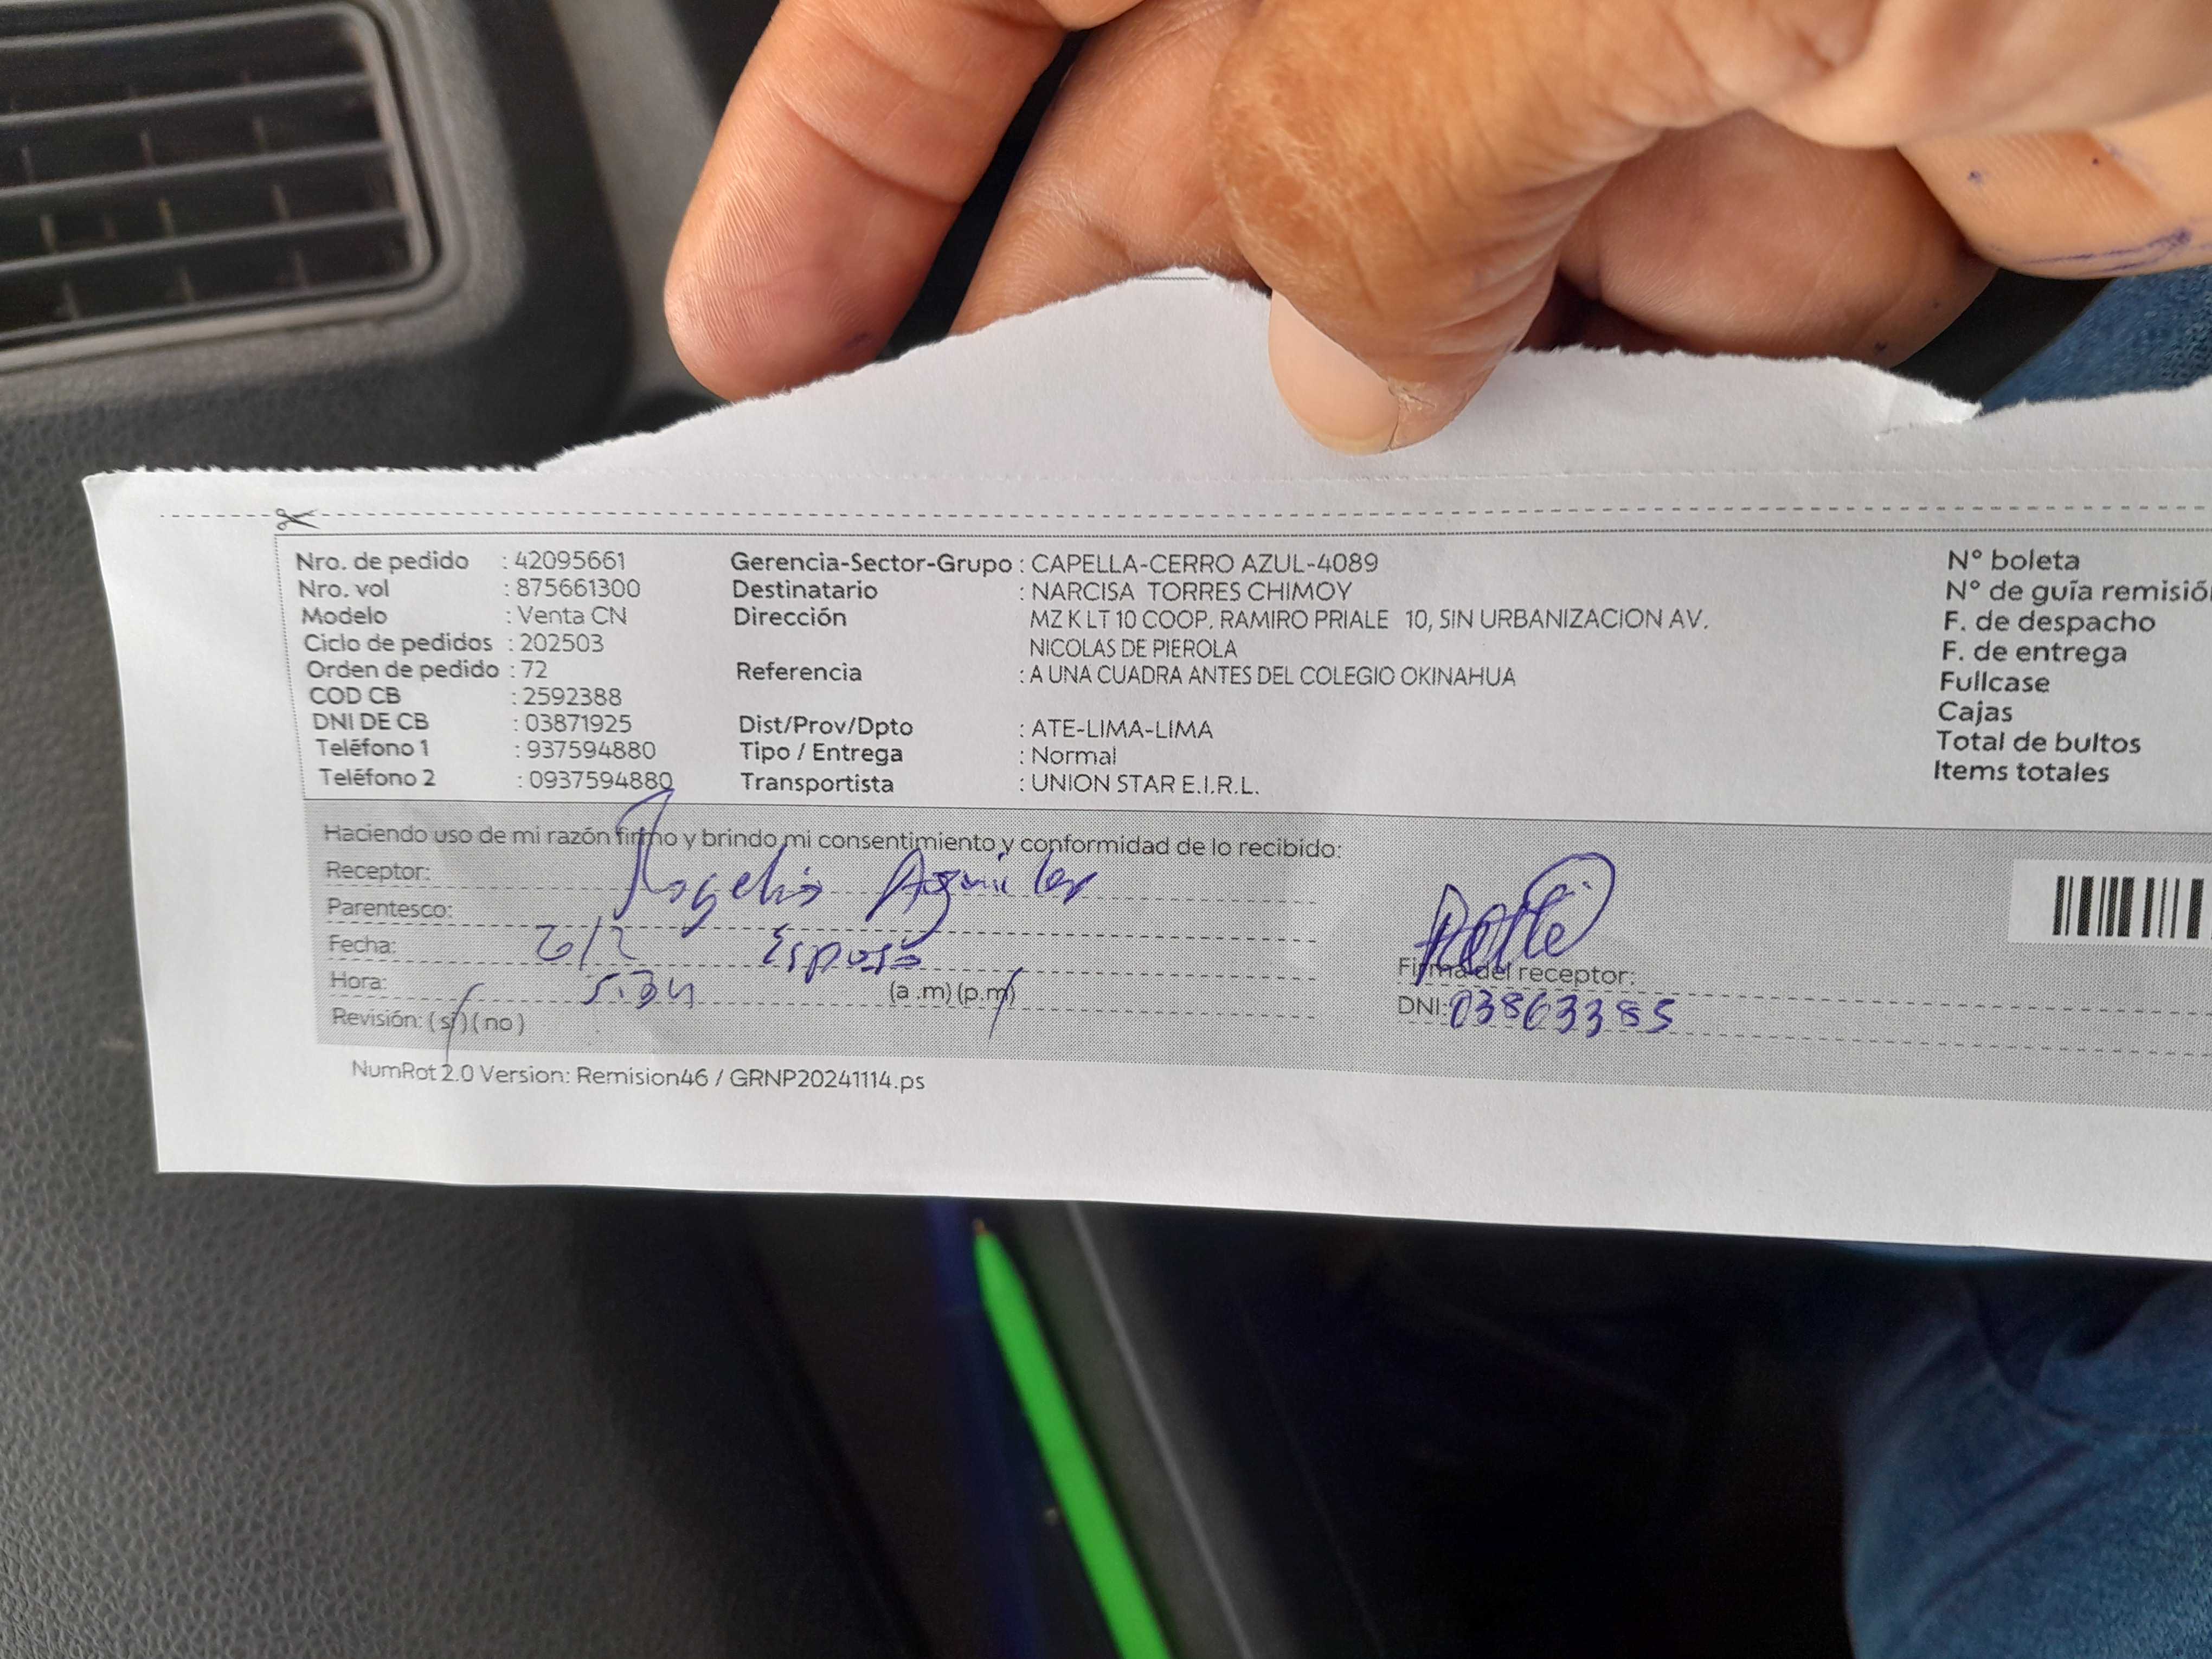 Nro. de pedido : 42095661 Gerencia-Sector-Grupo : CAPELLA-CERRO AZUL-4089 N° boleta
Nro. vol : 875661300 Destinatario : NARCISA TORRES CHIMOY N° de guía remisió
Modelo : Venta CN Dirección MZ K LT 10 COOP. RAMIRO PRIALE 10, SIN URBANIZACION AV. F. de despacho
Ciclo de pedidos : 202503 NICOLAS DE PIEROLA F. de entrega
Orden de pedido : 72 Referencia : A UNA CUADRA ANTES DEL COLEGIO OKINAHUA Fullcase
COD CB : 2592388 Cajas
DNI DE CB : 03871925 Dist/Prov/Dpto : ATE-LIMA-LIMA Total de bultos
Teléfono 1 : 937594880 Tipo / Entrega : Normal Items totales
Teléfono 2 : 0937594880 Transportista : UNION STAR E.I.R.L.
Haciendo uso de mi razón firmo y brindo mi consentimiento y conformidad de lo recibido:
Receptor: Rogelio Aguilar
Parentesco: Esposo
Fecha: 6/2
Hora: 5:34 (a .m) (p.m)
Firma del receptor:
Revisión: ( si ) ( no ) DNI: 03863385
NumRot 2.0 Version: Remision46 / GRNP20241114.ps